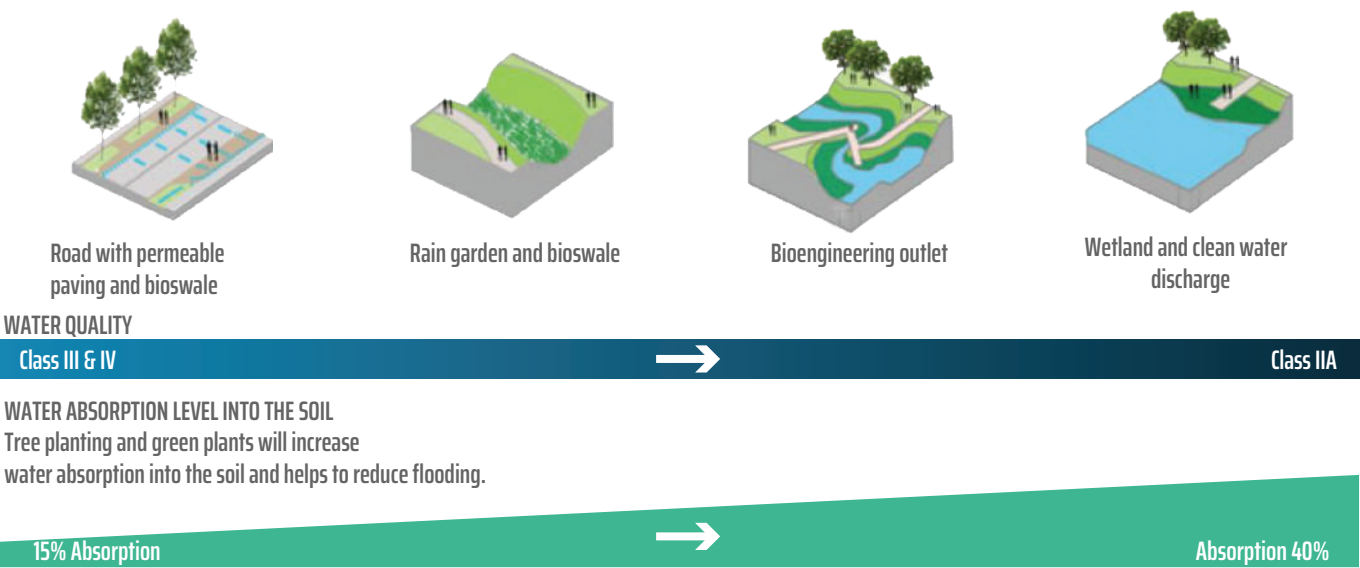 Road with permeable
paving and bioswale
Rain garden and bioswale
Bioengineering outlet
Wetland and clean water
discharge
WATER QUALITY
Class III & IV
Class IIA
WATER ABSORPTION LEVEL INTO THE SOIL
Tree planting and green plants will increase
water absorption into the soil and helps to reduce flooding.
15% Absorption
Absorption 40%